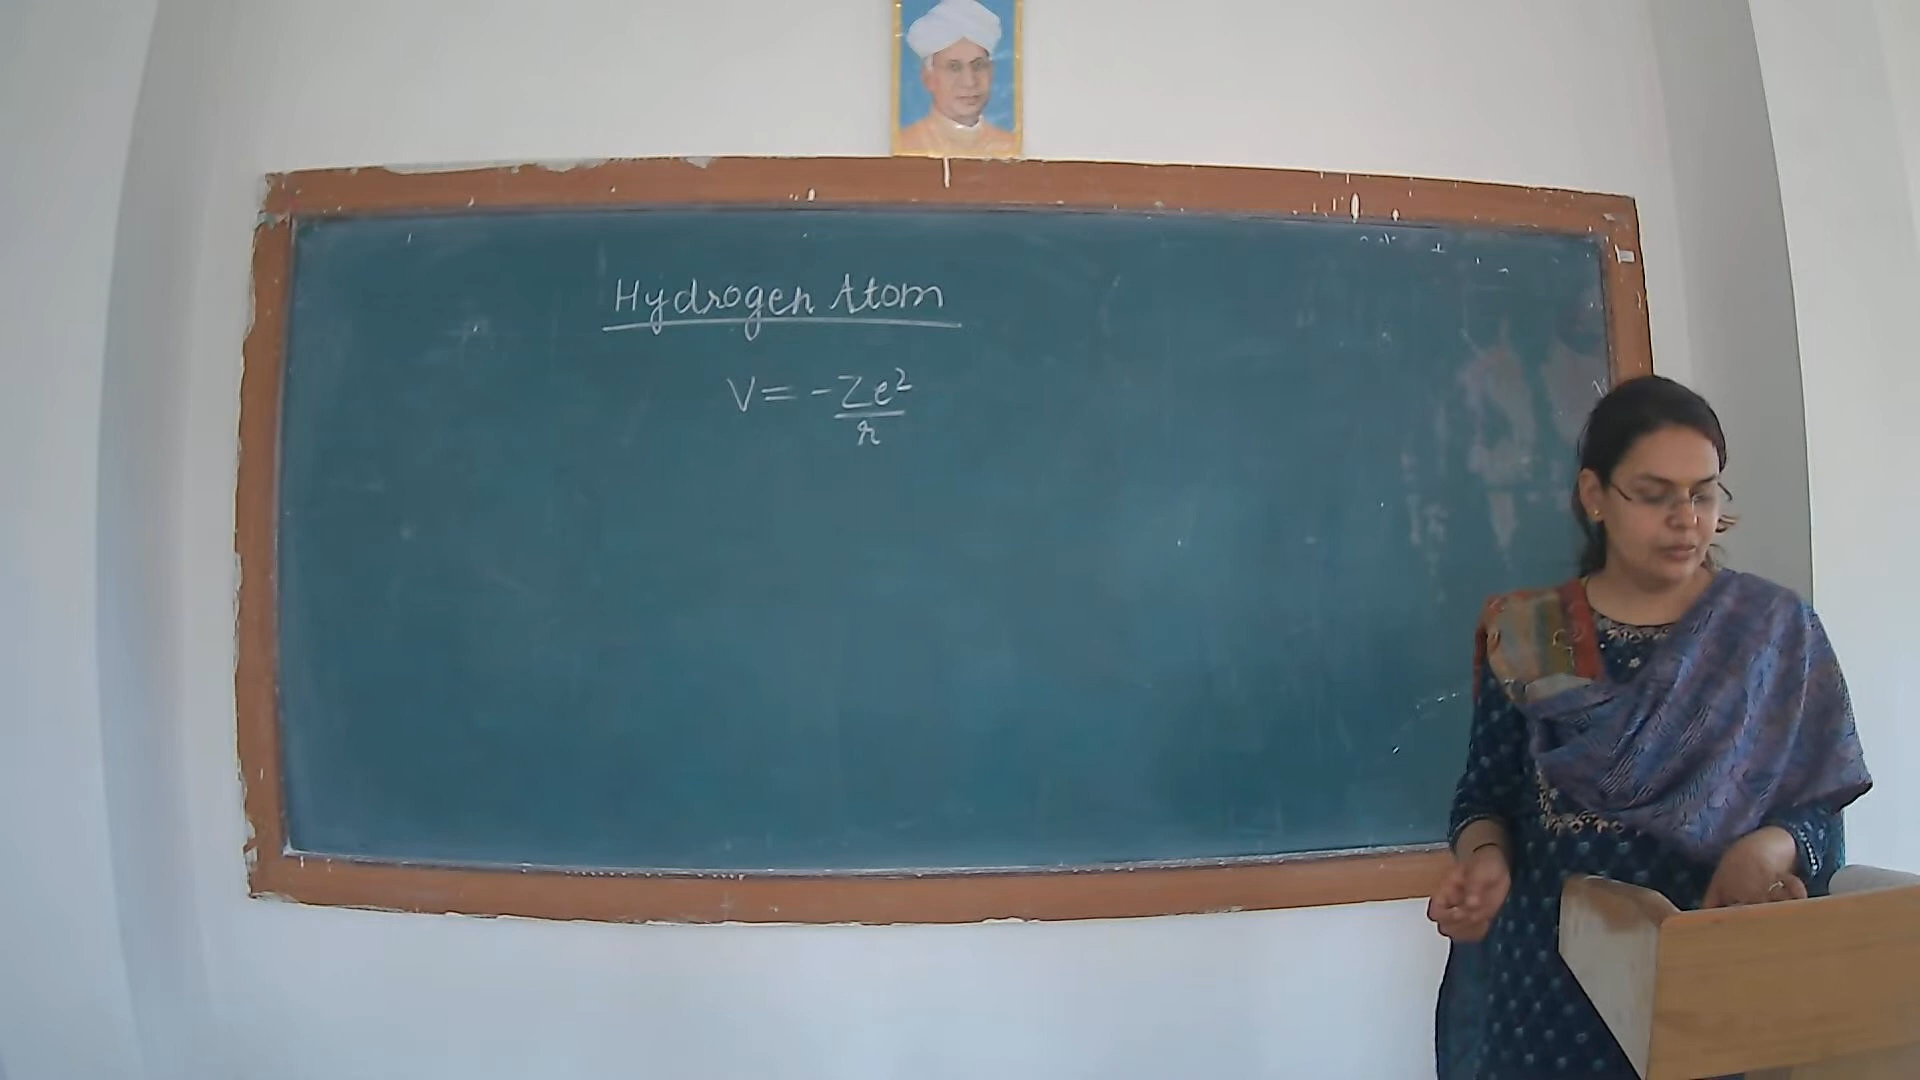 Hydrogen Atom
V = -Ze²/r